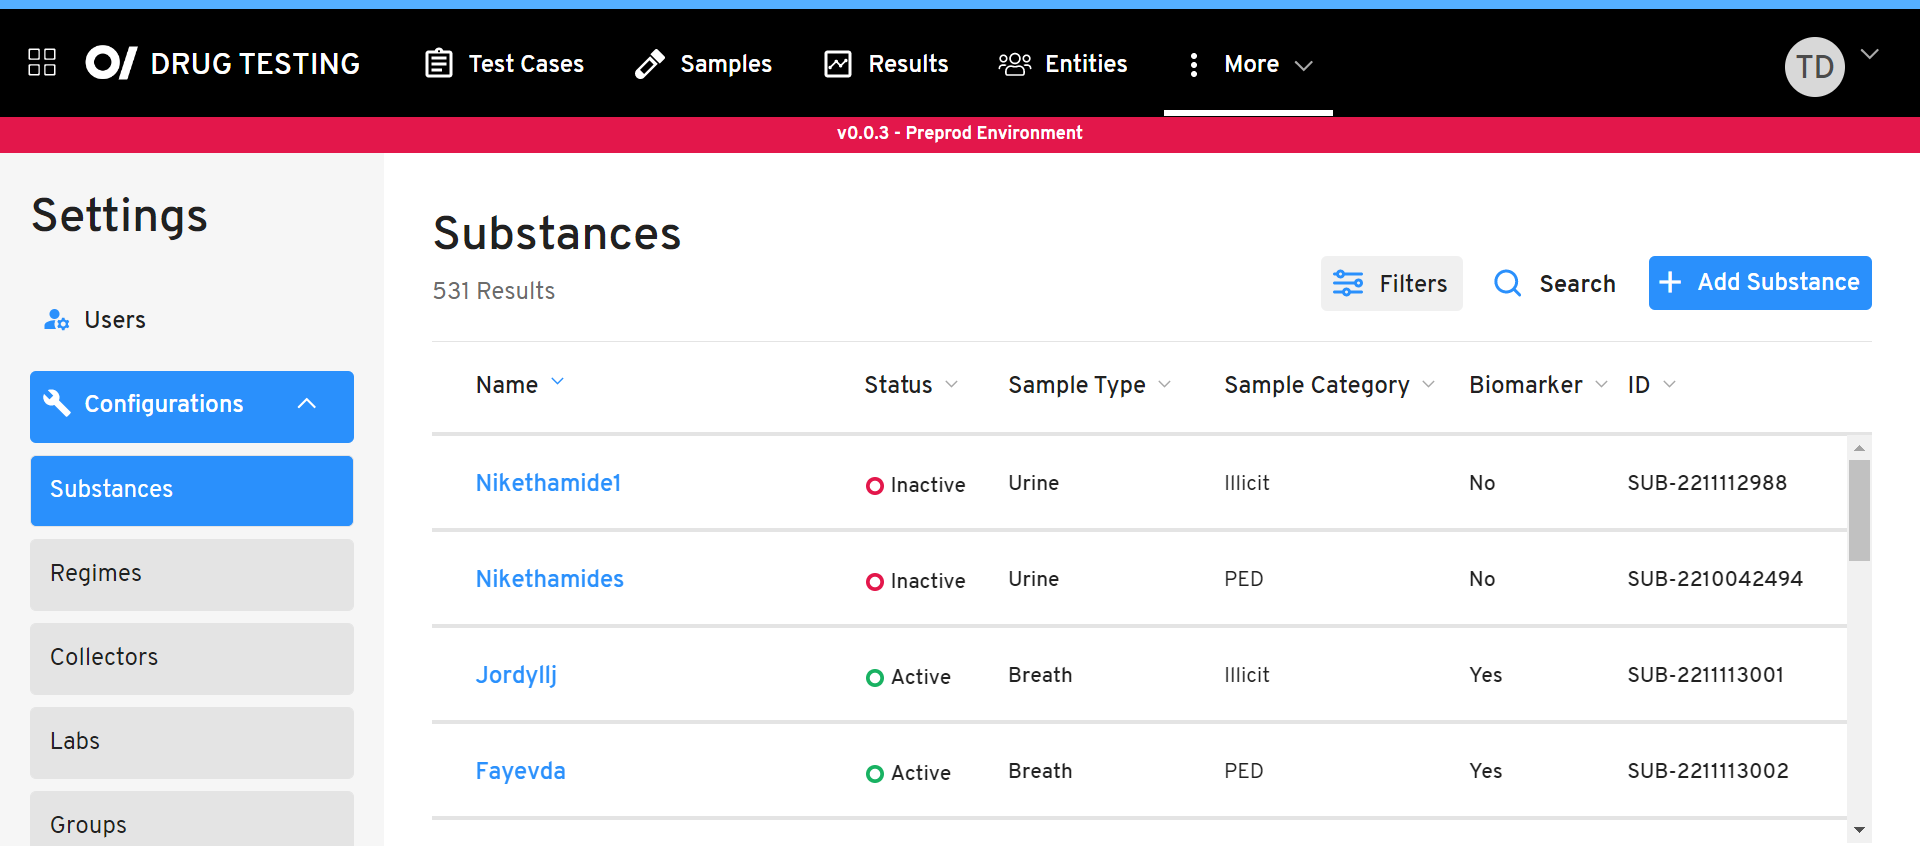 DRUG TESTING Test Cases Samples Results Entities More TD
v0.0.3 - Preprod Environment
Settings
Users
Configurations
Substances
Regimes
Collectors
Labs
Groups
Substances
531 Results
Filters Search + Add Substance
Name Status Sample Type Sample Category Biomarker ID
Nikethamide1 Inactive Urine Illicit No SUB-2211112988
Nikethamides Inactive Urine PED No SUB-2210042494
Jordyllj Active Breath Illicit Yes SUB-2211113001
Fayevda Active Breath PED Yes SUB-2211113002